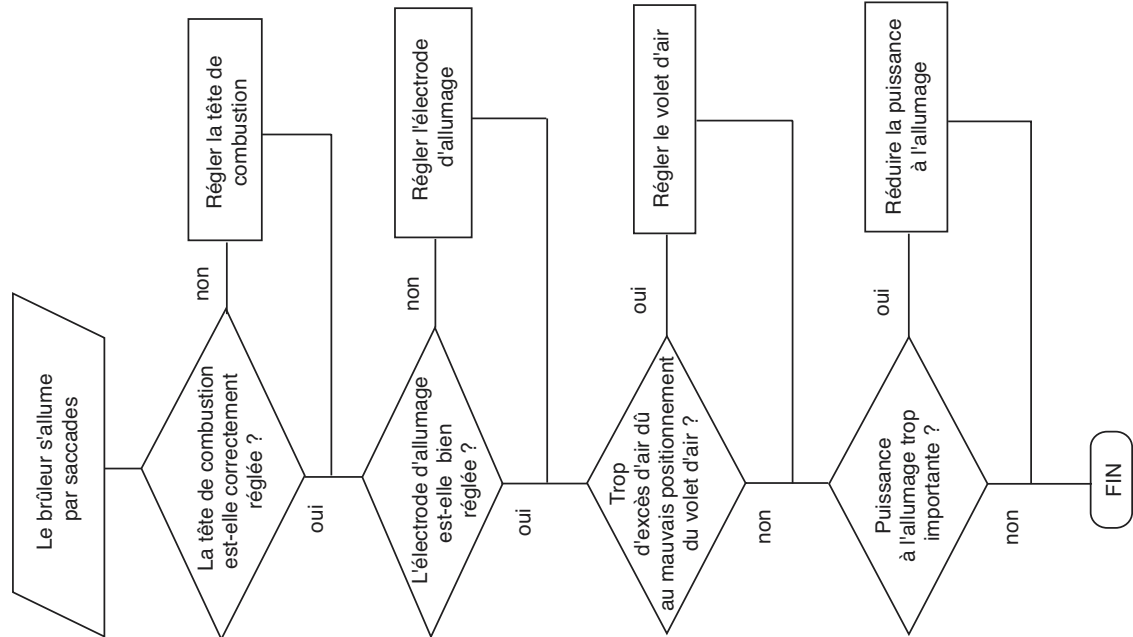 Le brûleur s'allume
par saccades
La tête de combustion
est-elle correctement
réglée ?
non
Régler la tête de
combustion
oui
L'électrode d'allumage
est-elle bien
réglée ?
non
Régler l'électrode
d'allumage
oui
Trop
d'excès d'air dû
au mauvais positionnement
du volet d'air ?
oui
Régler le volet d'air
non
Puissance
à l'allumage trop
importante ?
oui
Réduire la puissance
à l'allumage
non
FIN